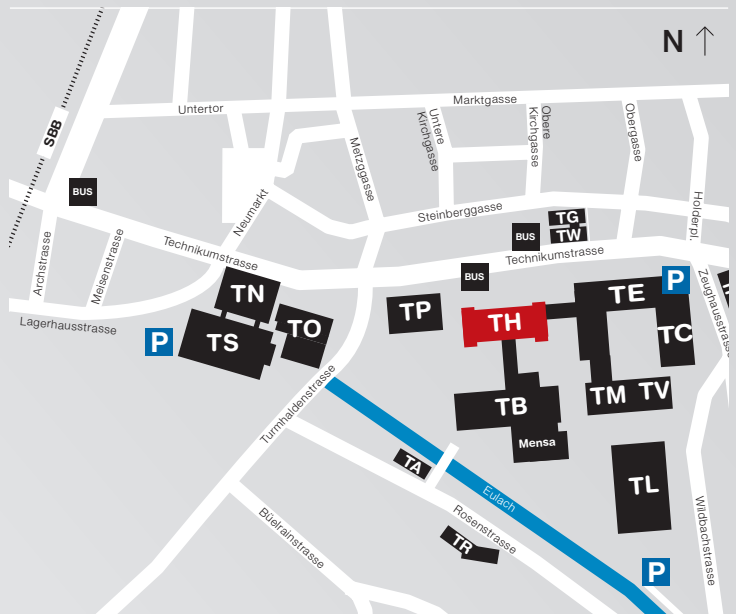 N
SBB
Untertor
Marktgasse
Untere
Kirchgasse
Obere
Kirchgasse
Obergasse
Metzggasse
BUS
Neumarkt
Steinberggasse
Holderpl.
TG
TW
BUS
Archstrasse
Meisenstrasse
Technikumstrasse
Technikumstrasse
BUS
P
Zeughausstrasse
TN
TE
TP
TH
TO
TS
TC
P
Lagerhausstrasse
Turmhaldenstrasse
TM
TV
TB
Mensa
TA
TL
Eulach
Rosenstrasse
TR
Büelrainstrasse
Wildbachstrasse
P